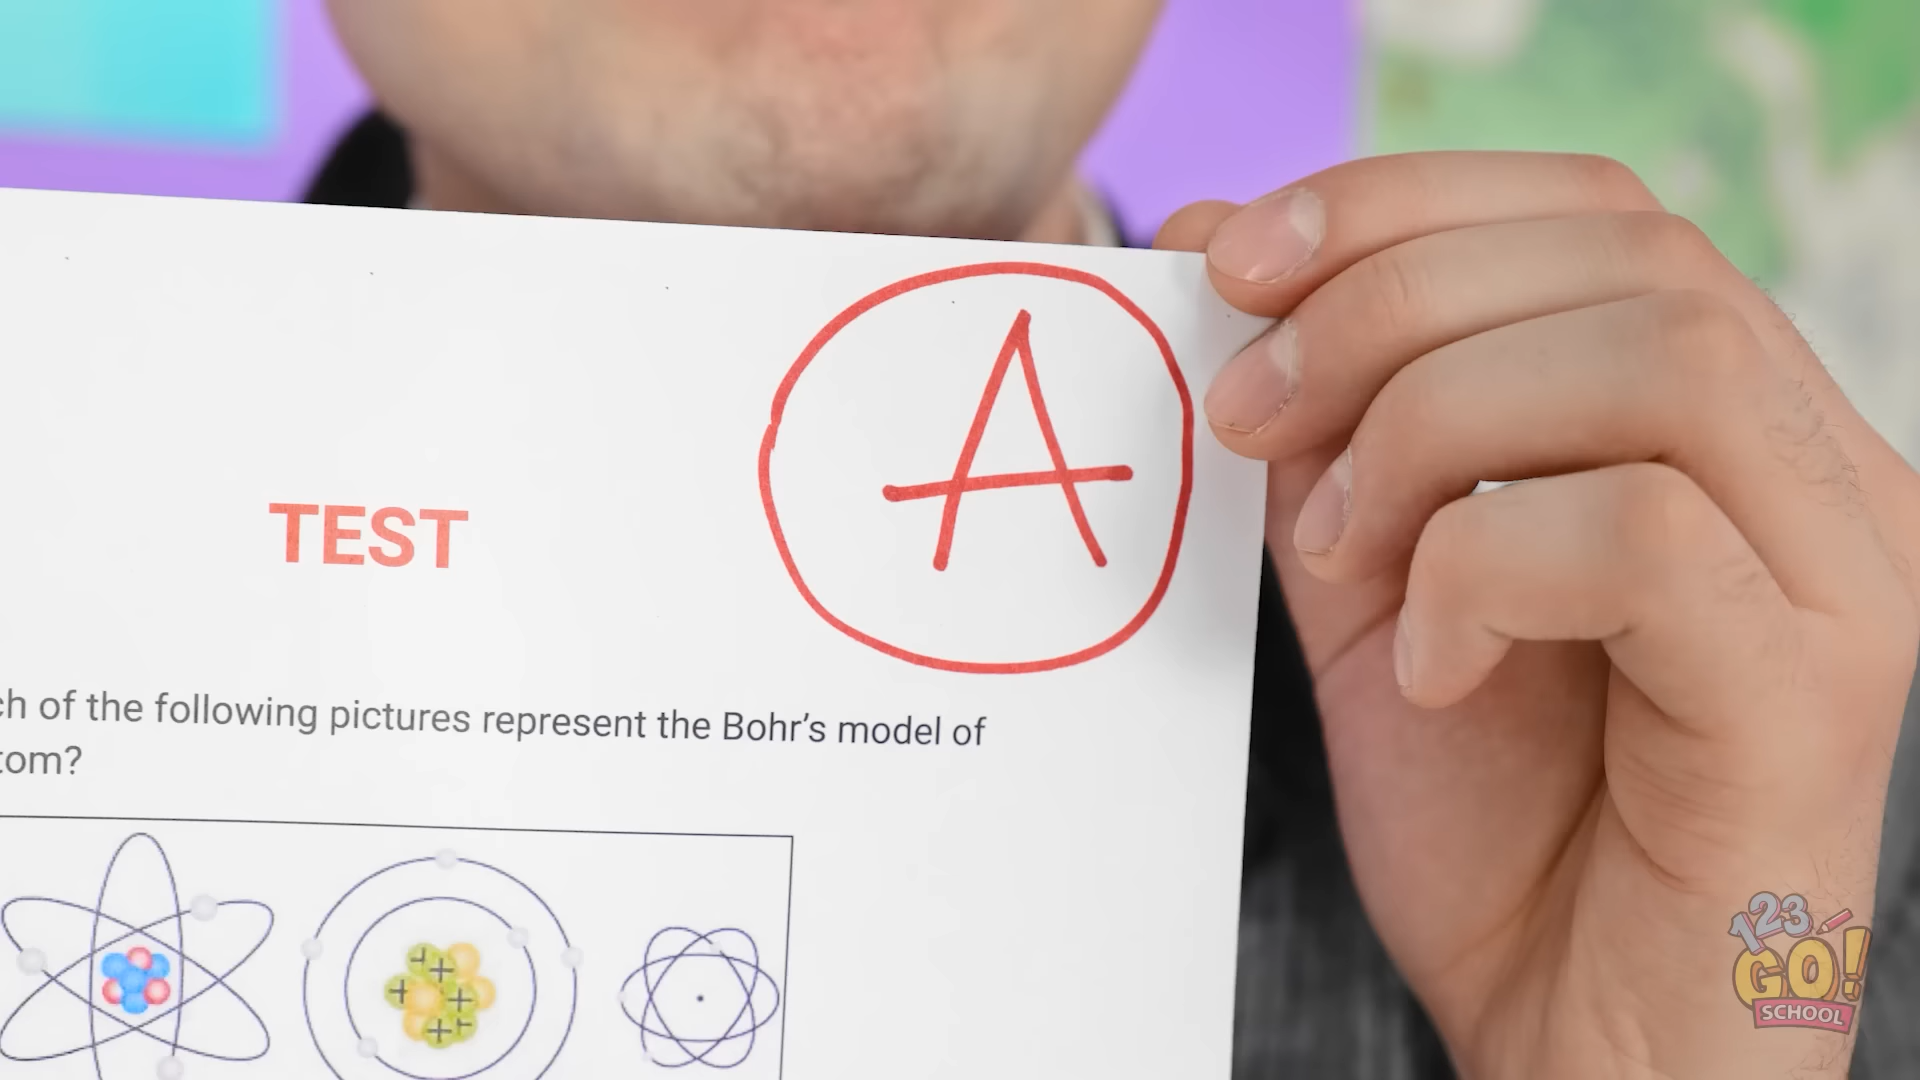 A
TEST
ch of the following pictures represent the Bohr's model of
tom?
123
GO!
SCHOOL